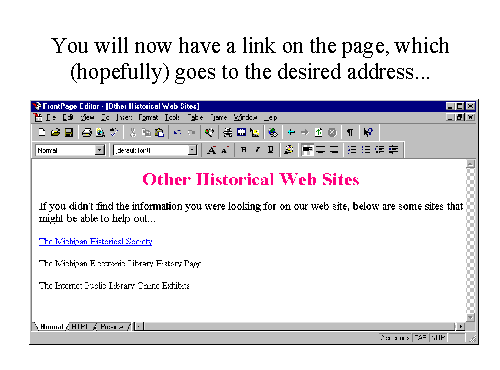 You will now have a link on the page, which
(hopefully) goes to the desired address...
FrontPage Editor - [Other Historical Web Sites]
File Edit View Go Insert Format Tools Table Frame Window Help
Normal (default font)
Other Historical Web Sites
If you didn't find the information you were looking for on our web site, below are some sites that
might be able to help out...
The Michigan Historical Society
The Michigan Electronic Library History Page
The Internet Public Library Online Exhibits
Normal HTML Preview